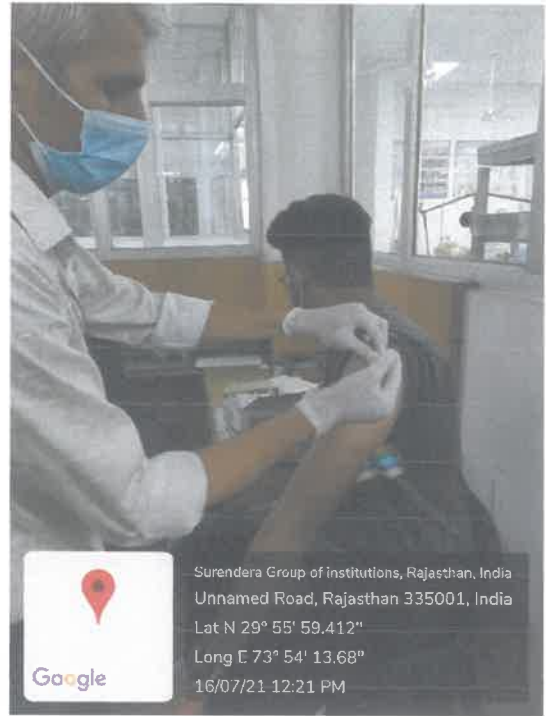 Surendera Group of institutions, Rajasthan, India
Unnamed Road, Rajasthan 335001, India
Lat N 29° 55' 59.412"
Long E 73° 54' 13.68"
16/07/21 12:21 PM
Google